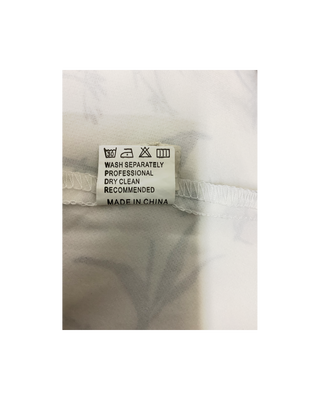 WASH SEPARATELY
PROFESSIONAL
DRY CLEAN
RECOMMENDED
MADE IN CHINA